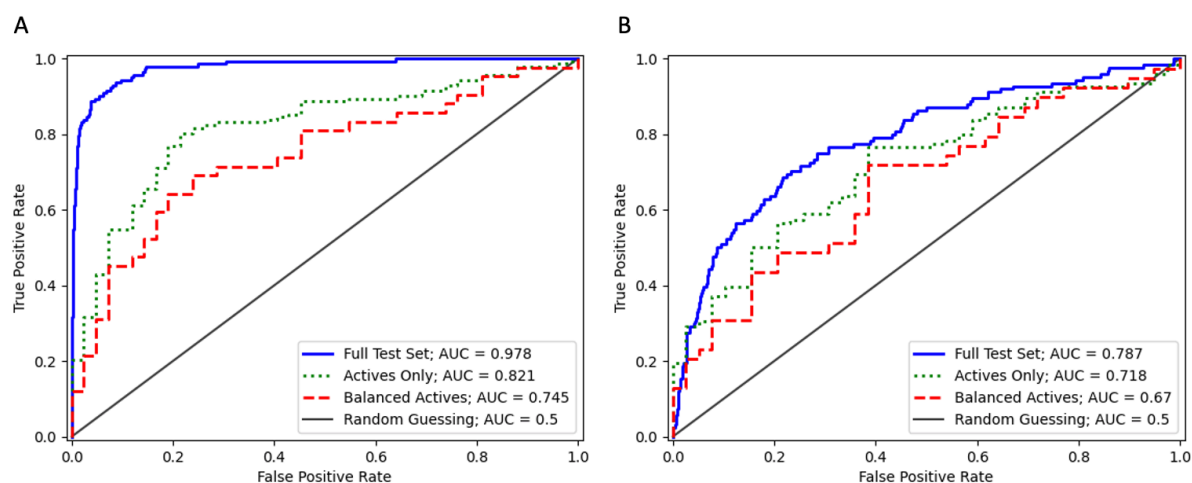 A
1.0
0.8
0.6
0.4
0.2
0.0
True Positive Rate
0.0 0.2 0.4 0.6 0.8 1.0
False Positive Rate
Full Test Set; AUC = 0.978
Actives Only; AUC = 0.821
Balanced Actives; AUC = 0.745
Random Guessing; AUC = 0.5
B
1.0
0.8
0.6
0.4
0.2
0.0
True Positive Rate
0.0 0.2 0.4 0.6 0.8 1.0
False Positive Rate
Full Test Set; AUC = 0.787
Actives Only; AUC = 0.718
Balanced Actives; AUC = 0.67
Random Guessing; AUC = 0.5